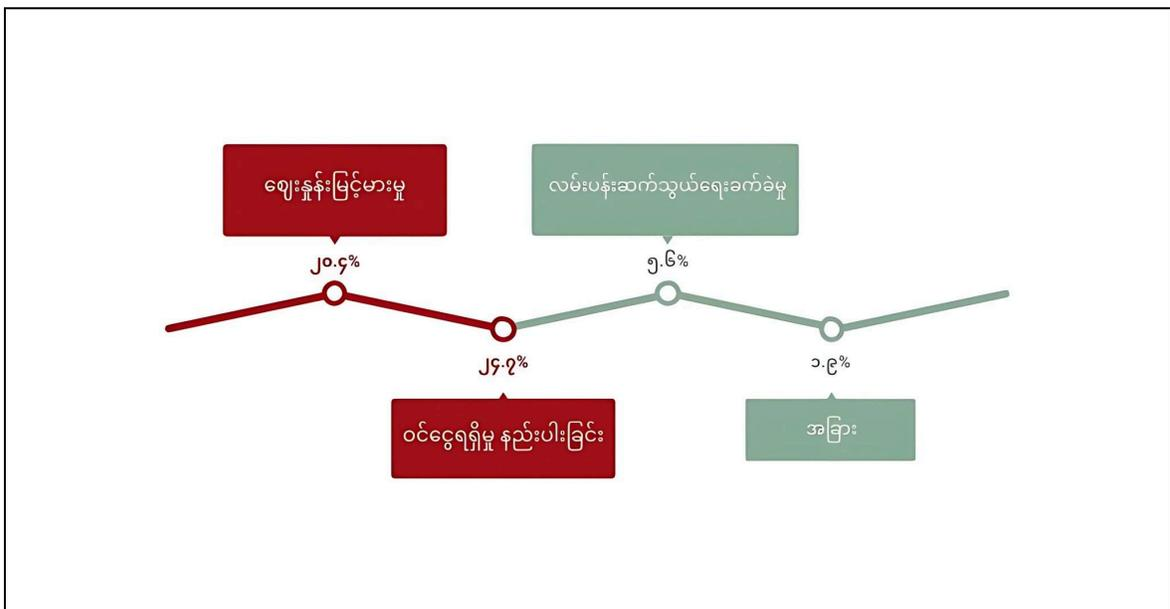 ဈေးနှုန်းမြင့်မားမှု
၂၀.၄%
လမ်းပန်းဆက်သွယ်ရေးခက်ခဲမှု
၅.၆%
၂၄.၇%
ဝင်ငွေရရှိမှု နည်းပါးခြင်း
၁.၉%
အခြား